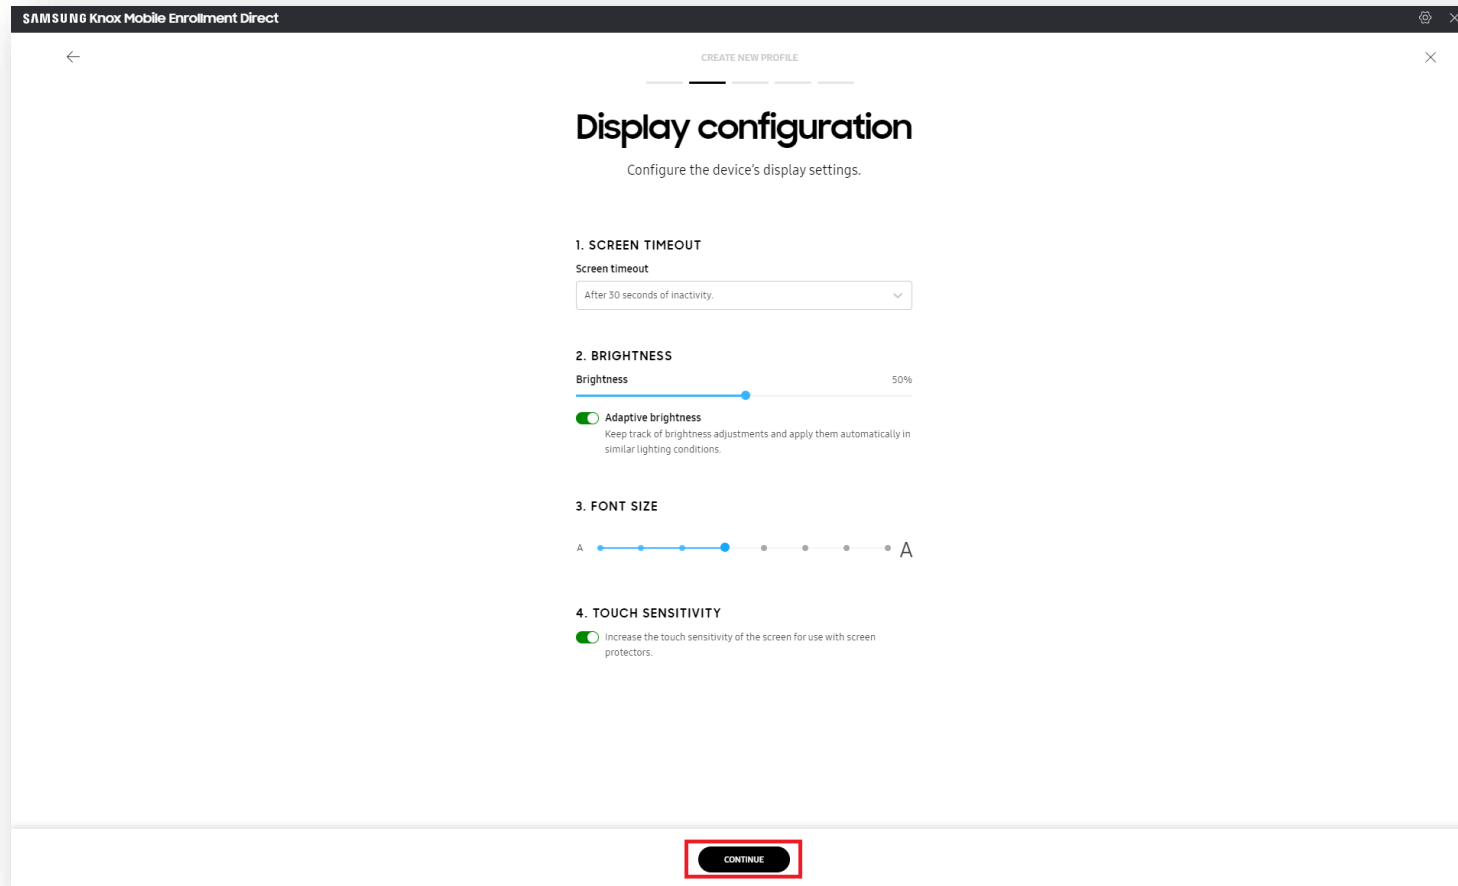 SAMSUNG Knox Mobile Enrollment Direct
CREATE NEW PROFILE
Display configuration
Configure the device's display settings.
1. SCREEN TIMEOUT
Screen timeout
After 30 seconds of inactivity.
2. BRIGHTNESS
Brightness 50%
Adaptive brightness
Keep track of brightness adjustments and apply them automatically in
similar lighting conditions.
3. FONT SIZE
A A
4. TOUCH SENSITIVITY
Increase the touch sensitivity of the screen for use with screen
protectors.
CONTINUE